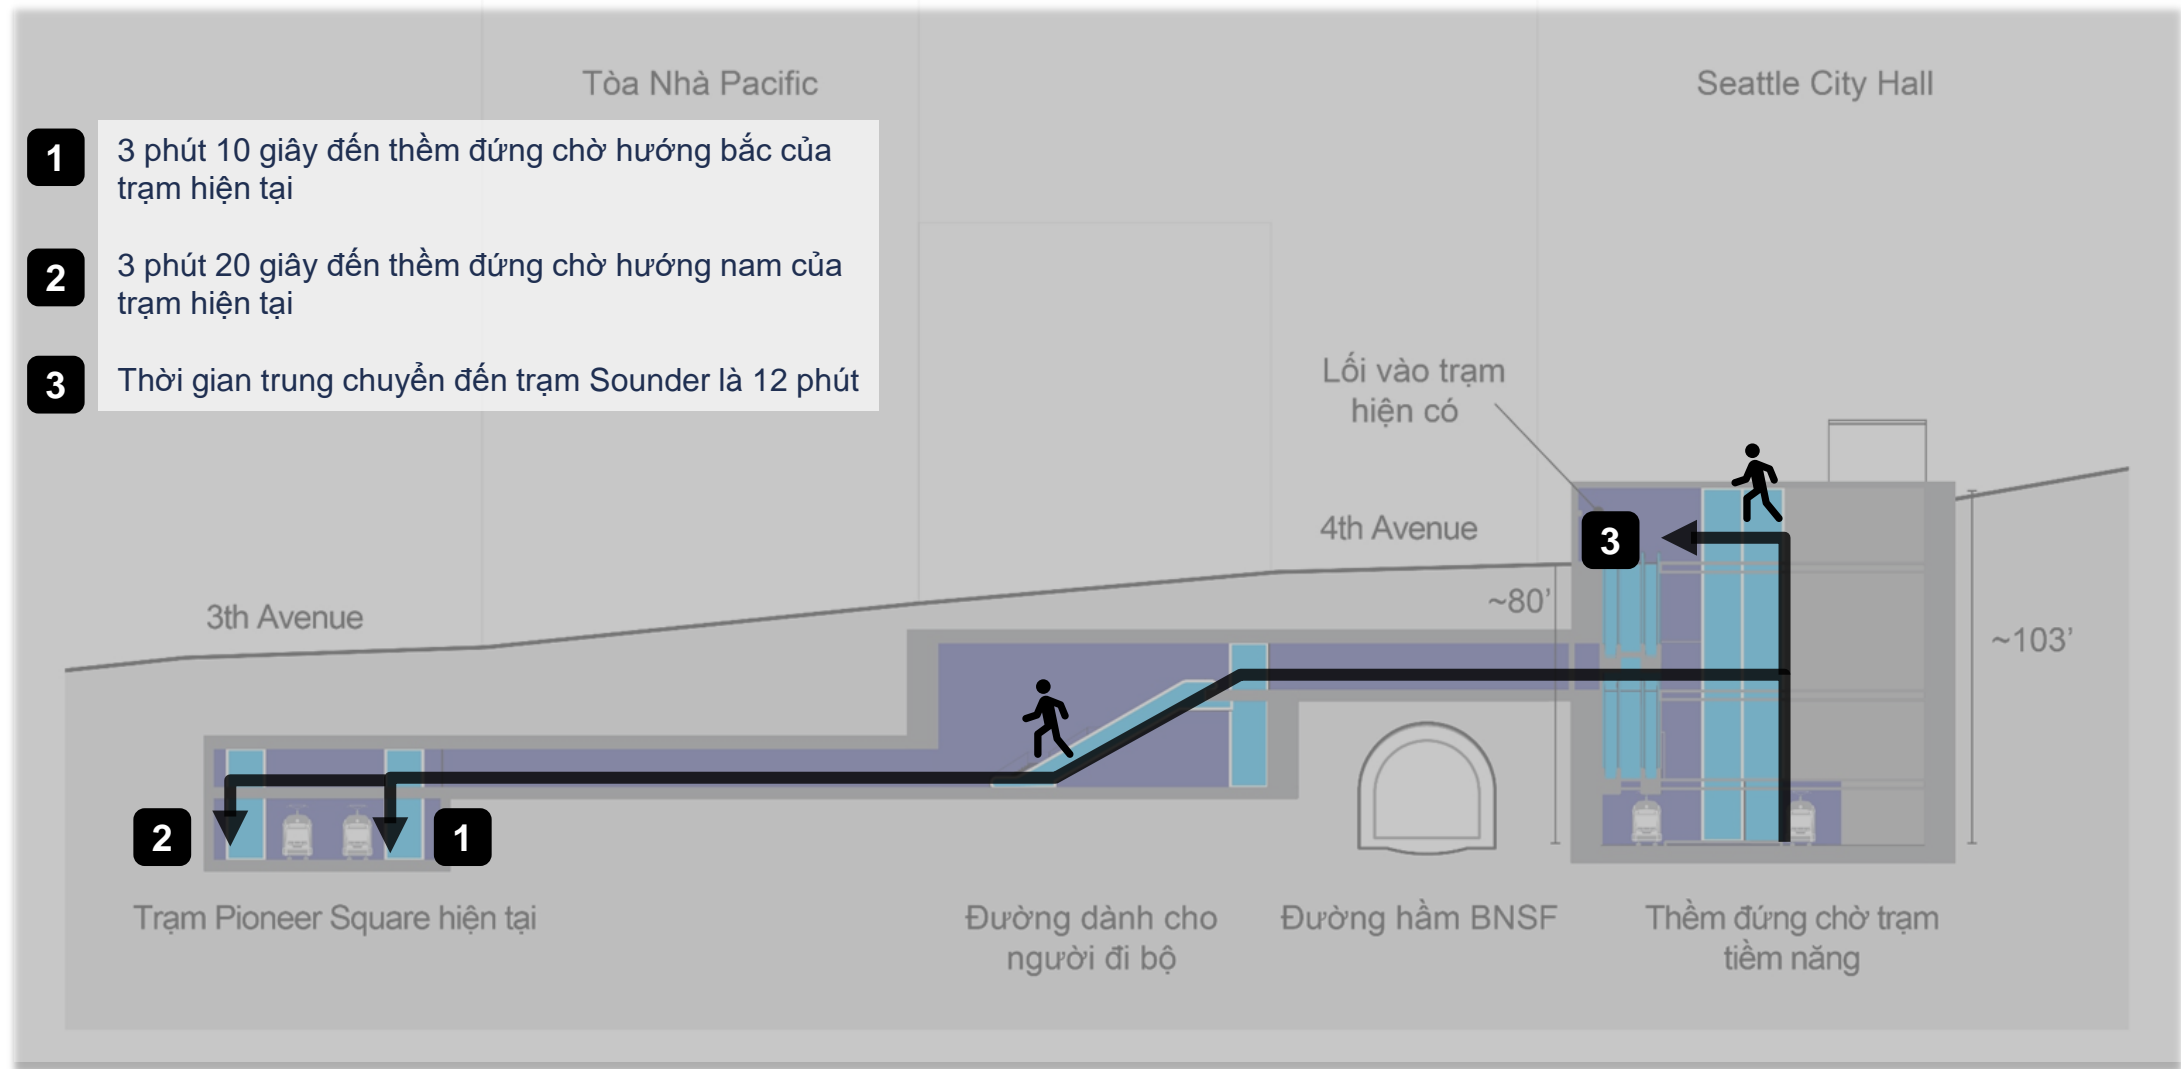 Tòa Nhà Pacific
Seattle City Hall
1
3 phút 10 giây đến thềm đứng chờ hướng bắc của
trạm hiện tại
2
3 phút 20 giây đến thềm đứng chờ hướng nam của
trạm hiện tại
3
Thời gian trung chuyển đến trạm Sounder là 12 phút
Lối vào trạm
hiện có
3
4th Avenue
~80’
~103’
3th Avenue
2
1
Trạm Pioneer Square hiện tại
Đường dành cho
người đi bộ
Đường hầm BNSF
Thềm đứng chờ trạm
tiềm năng